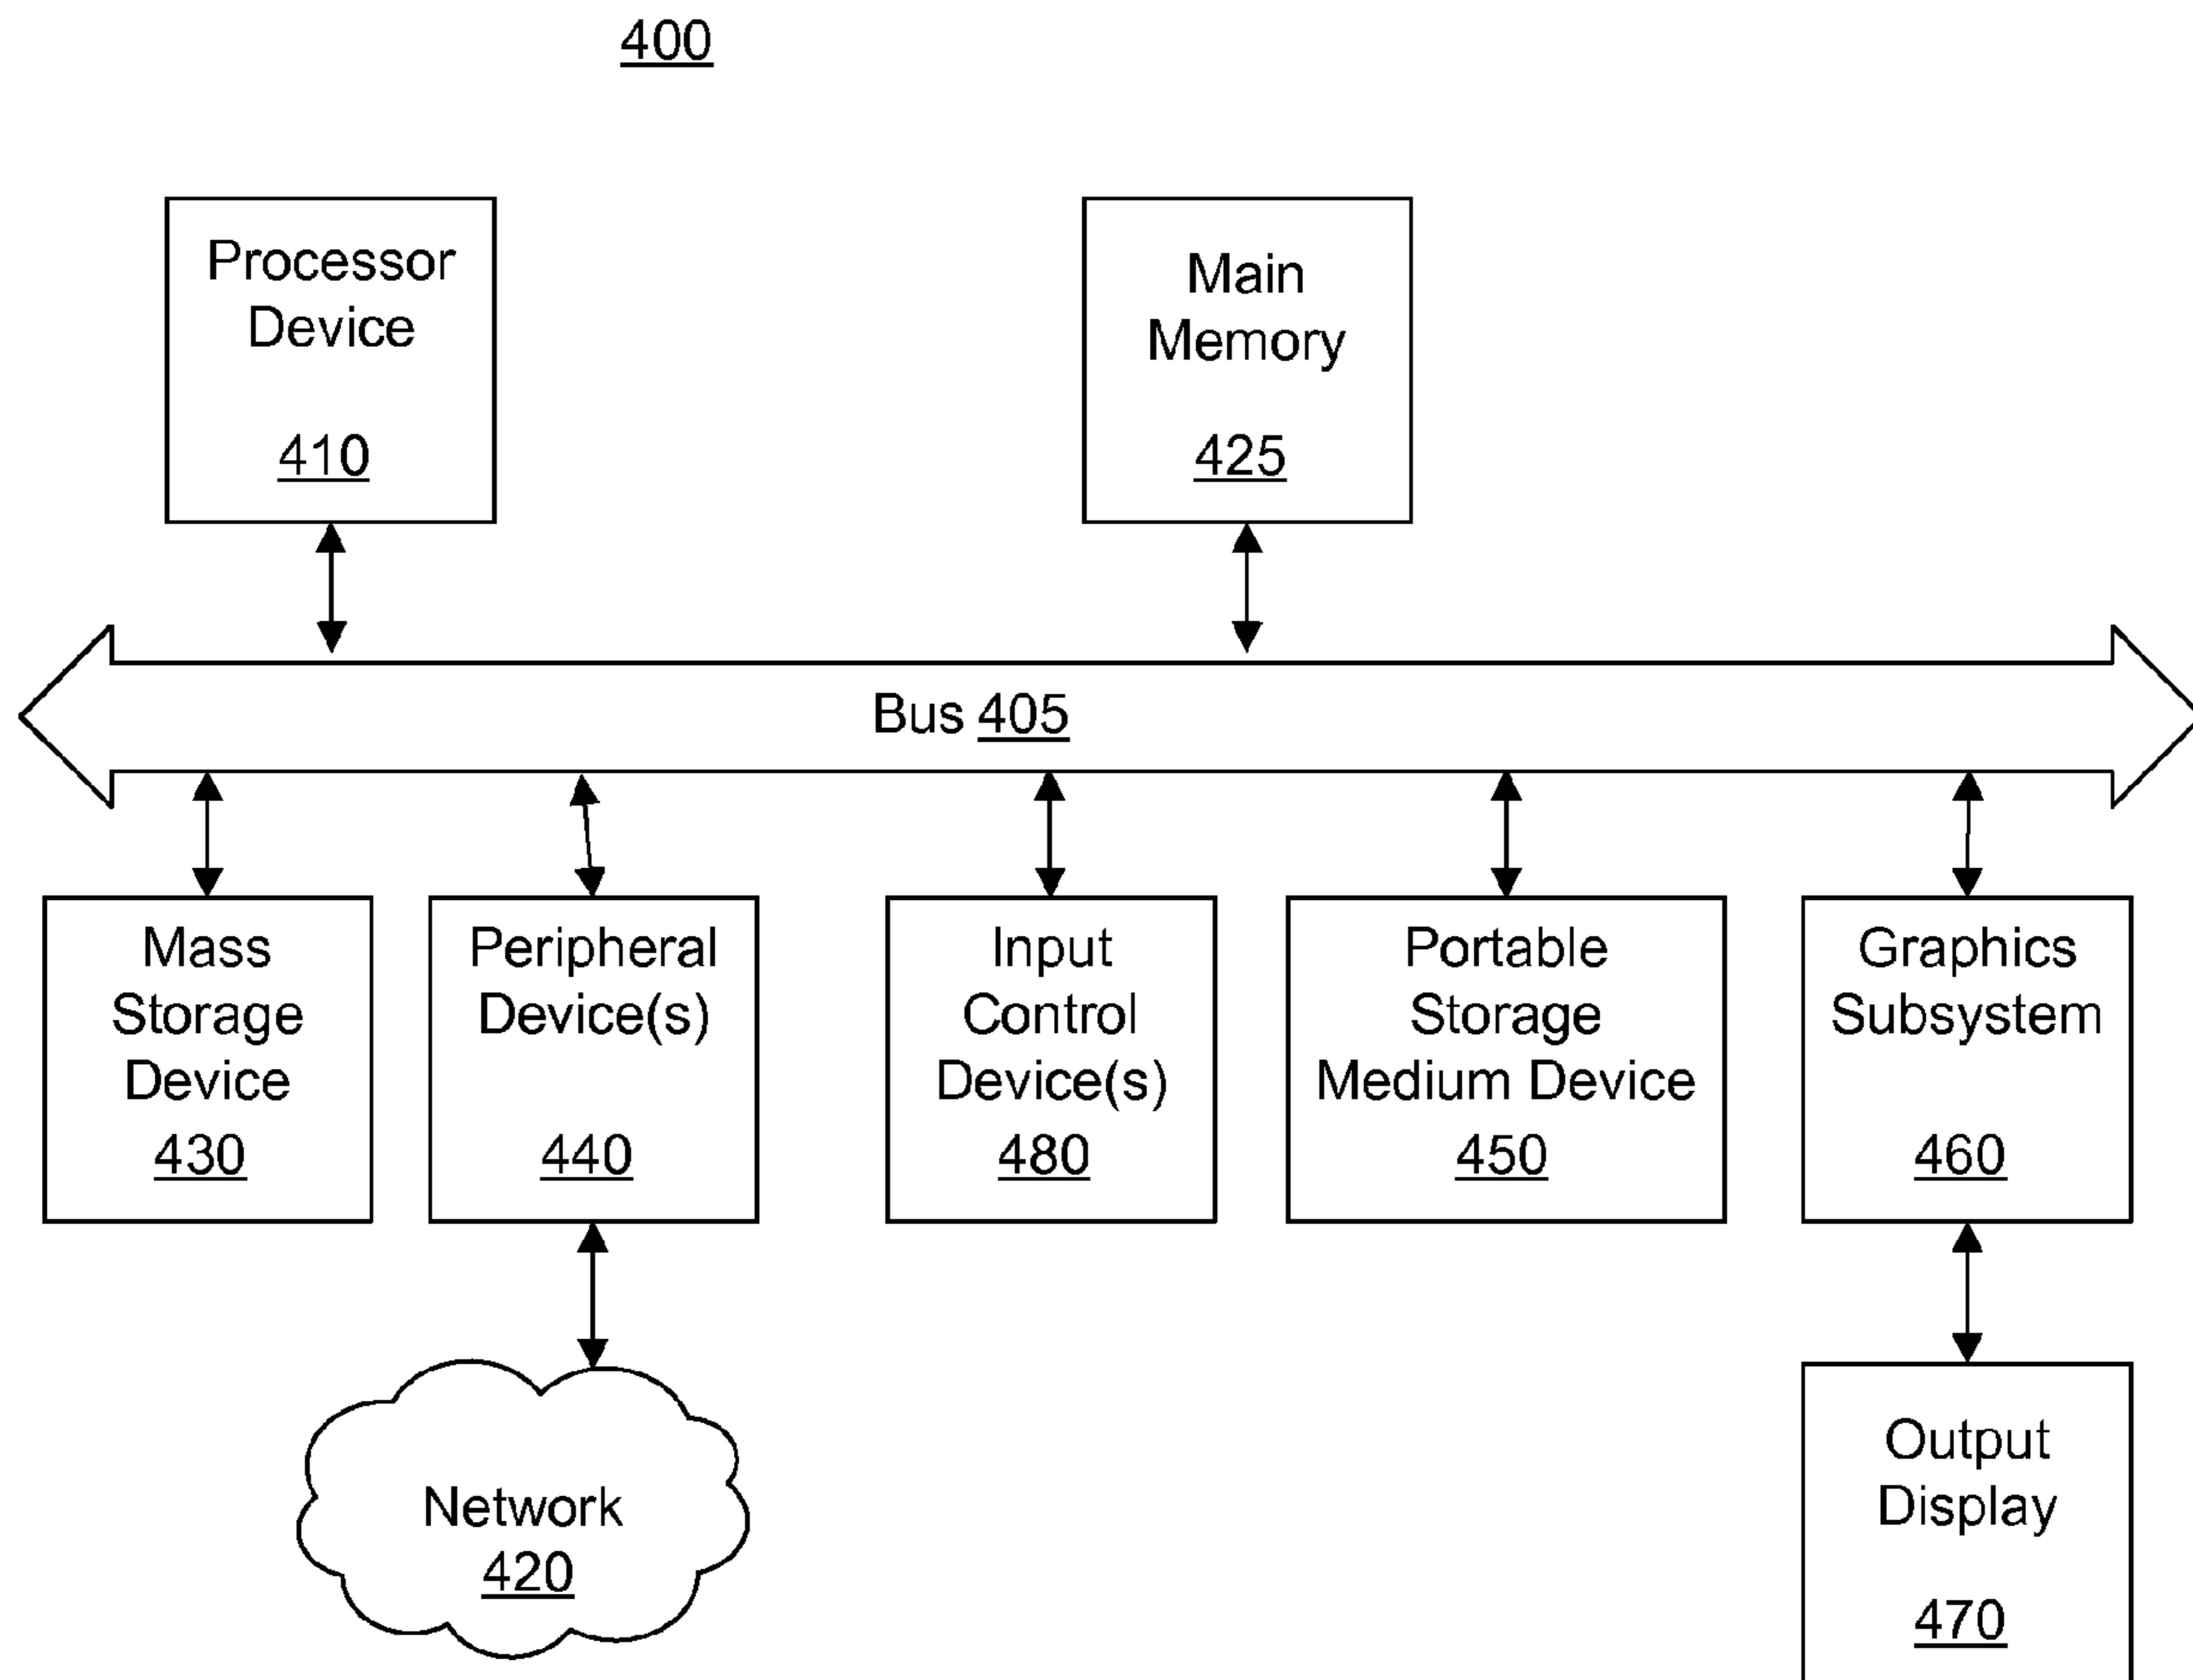 400
Processor
Device
410
Main
Memory
425
Bus 405
Mass
Storage
Device
430
Peripheral
Device(s)
440
Input
Control
Device(s)
480
Portable
Storage
Medium Device
450
Graphics
Subsystem
460
Network
420
Output
Display
470